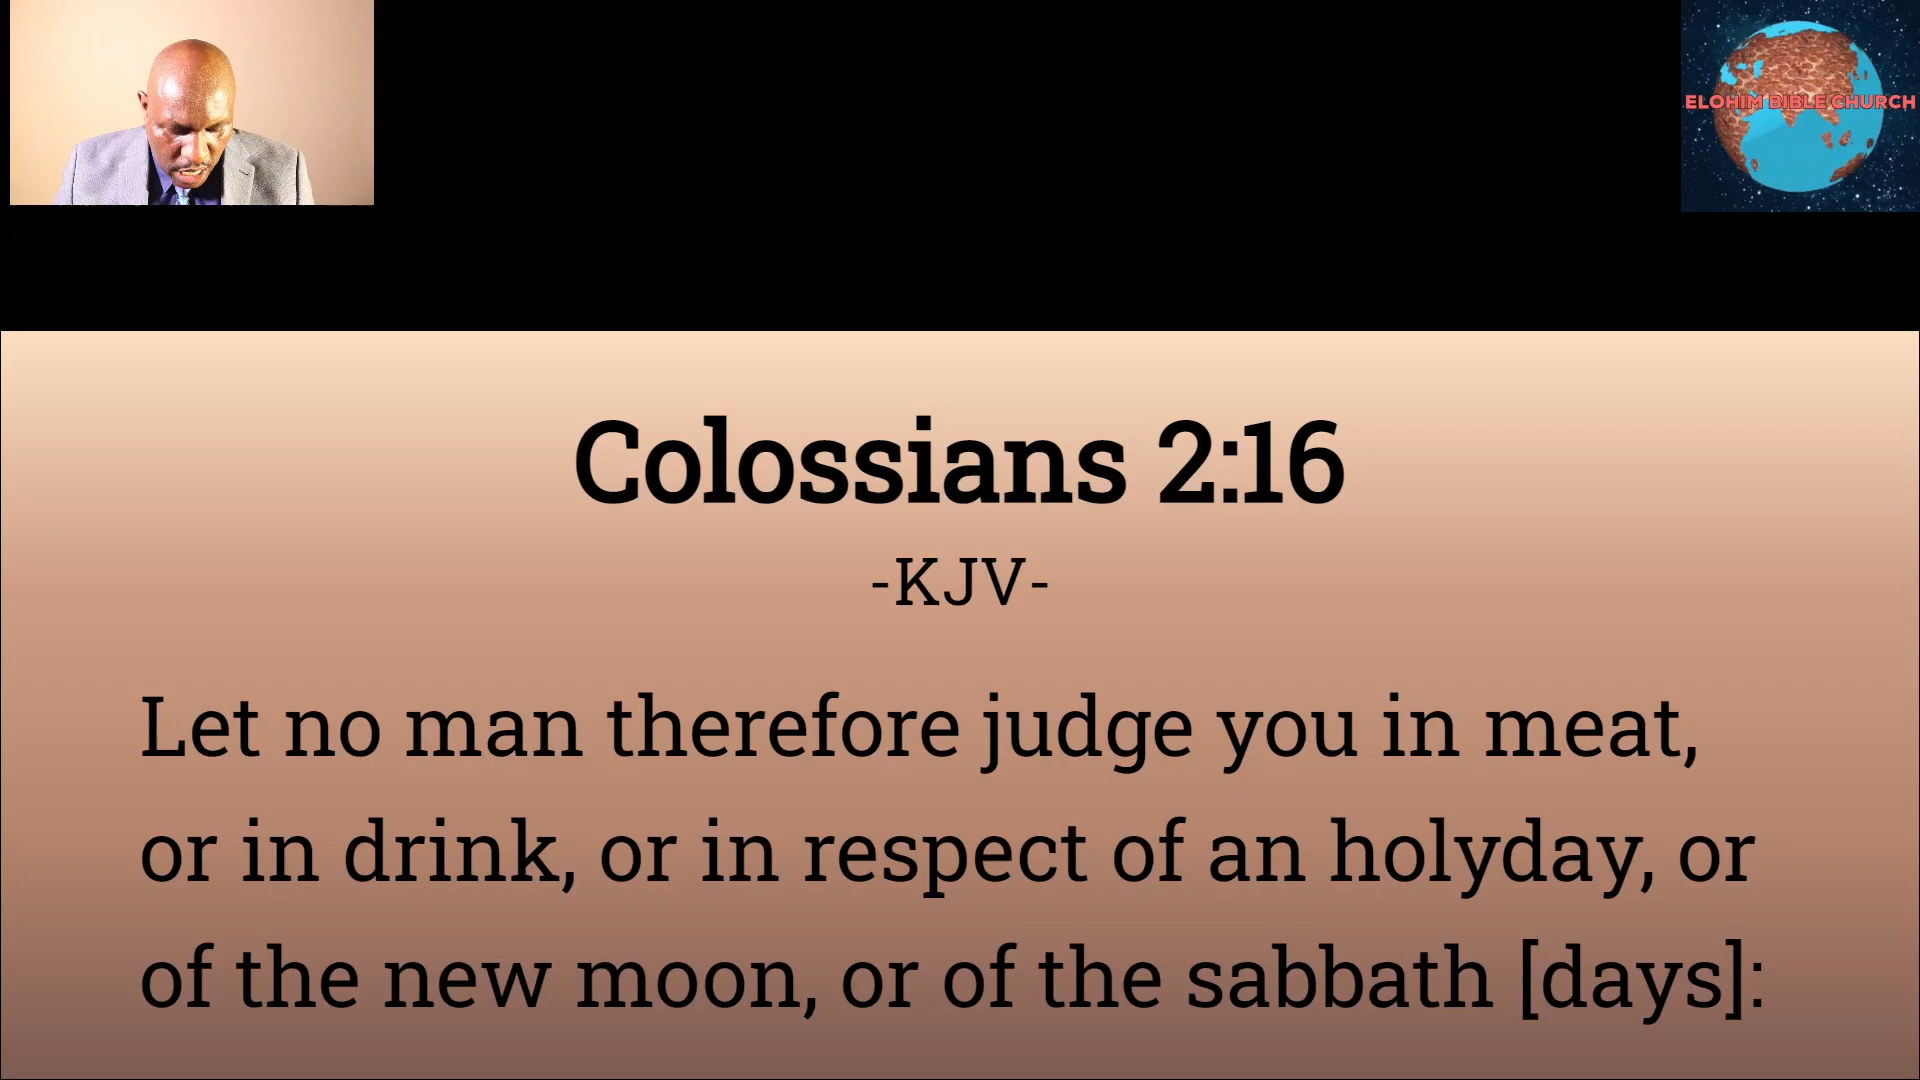 ELOHIM BIBLE CHURCH
Colossians 2:16
-KJV-
Let no man therefore judge you in meat,
or in drink, or in respect of an holyday, or
of the new moon, or of the sabbath [days]: